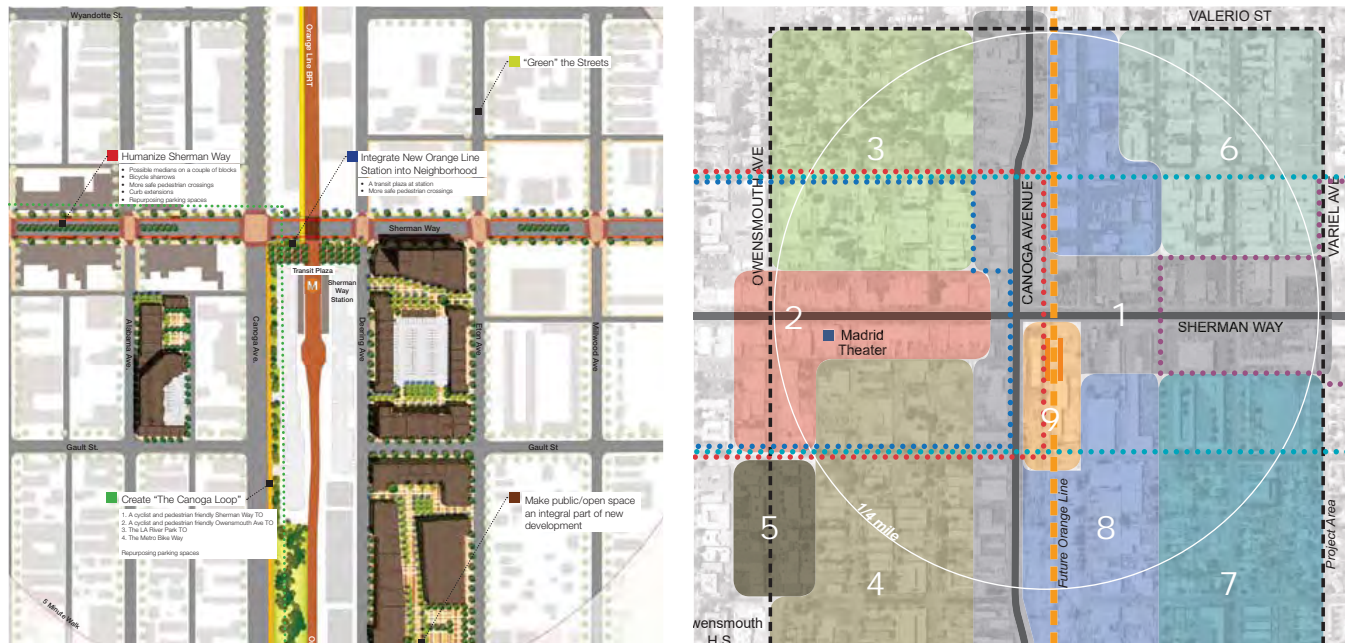 Wyandotte St.
Orange Line BRT
"Green" the Streets
Humanize Sherman Way
• Possible medians on a couple of blocks
• Bicycle sharrows
• More safe pedestrian crossings
• Curb extensions
• Repurposing parking spaces
Integrate New Orange Line
Station into Neighborhood
• A transit plaza at station
• More safe pedestrian crossings
Sherman Way
Transit Plaza
M
Sherman
Way
Station
Alabama Ave.
Canoga Ave.
Deering Ave
Eton Ave.
Milwood Ave
Gault St.
Gault St
Create "The Canoga Loop"
1. A cyclist and pedestrian friendly Sherman Way TO
2. A cyclist and pedestrian friendly Owensmouth Ave TO
3. The LA River Park TO
4. The Metro Bike Way
Repurposing parking spaces
Make public/open space
an integral part of new
development
5 Minute Walk
O
VALERIO ST
3
6
OWENSMOUTH AVE
CANOGA AVENUE
VARIEL AVE
2
1
Madrid
Theater
SHERMAN WAY
9
5
1/4 mile
4
Future Orange Line
8
7
Project Area
wensmouth
H.S.